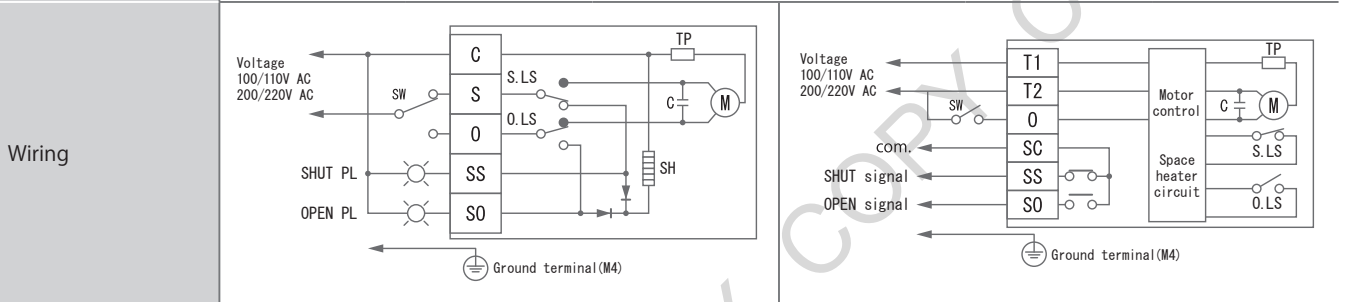 Wiring
Voltage
100/110V AC
200/220V AC
SW
SHUT PL
OPEN PL
C
S
O
SS
SO
S.LS
O.LS
TP
C
M
SH
Ground terminal(M4)
Voltage
100/110V AC
200/220V AC
SW
com.
SHUT signal
OPEN signal
T1
T2
O
SC
SS
SO
Motor
control
Space
heater
circuit
TP
C
M
S.LS
O.LS
Ground terminal(M4)
COPY